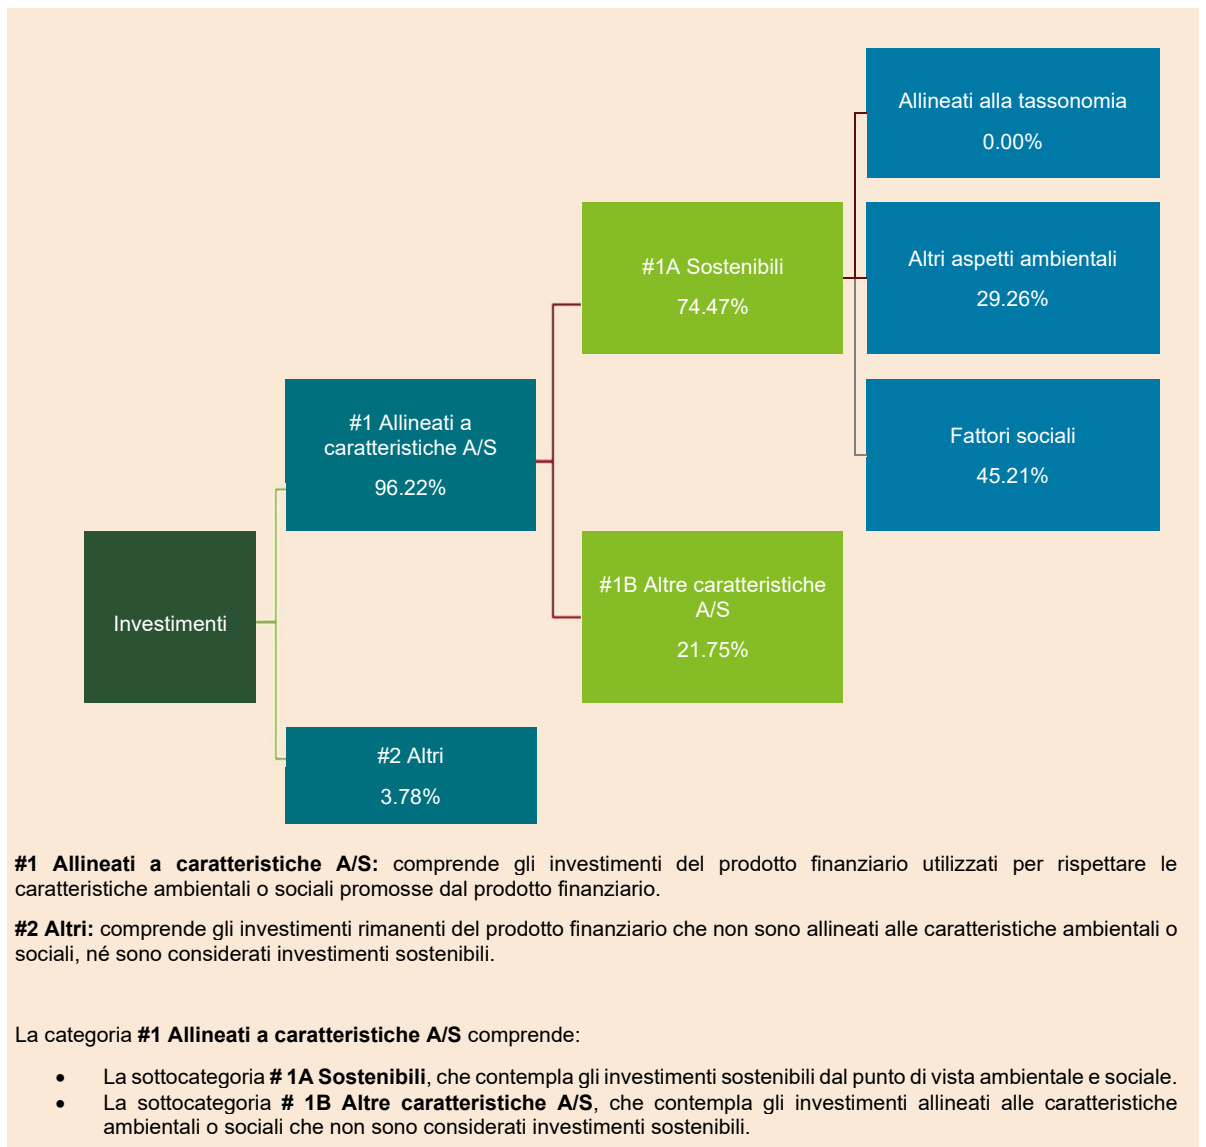 Allineati alla tassonomia
0.00%
#1A Sostenibili
74.47%
Altri aspetti ambientali
29.26%
#1 Allineati a
caratteristiche A/S
96.22%
Fattori sociali
45.21%
Investimenti
#1B Altre caratteristiche
A/S
21.75%
#2 Altri
3.78%
#1 Allineati a caratteristiche A/S: comprende gli investimenti del prodotto finanziario utilizzati per rispettare le
caratteristiche ambientali o sociali promosse dal prodotto finanziario.
#2 Altri: comprende gli investimenti rimanenti del prodotto finanziario che non sono allineati alle caratteristiche ambientali o
sociali, né sono considerati investimenti sostenibili.
La categoria #1 Allineati a caratteristiche A/S comprende:
• La sottocategoria # 1A Sostenibili, che contempla gli investimenti sostenibili dal punto di vista ambientale e sociale.
• La sottocategoria # 1B Altre caratteristiche A/S, che contempla gli investimenti allineati alle caratteristiche
ambientali o sociali che non sono considerati investimenti sostenibili.